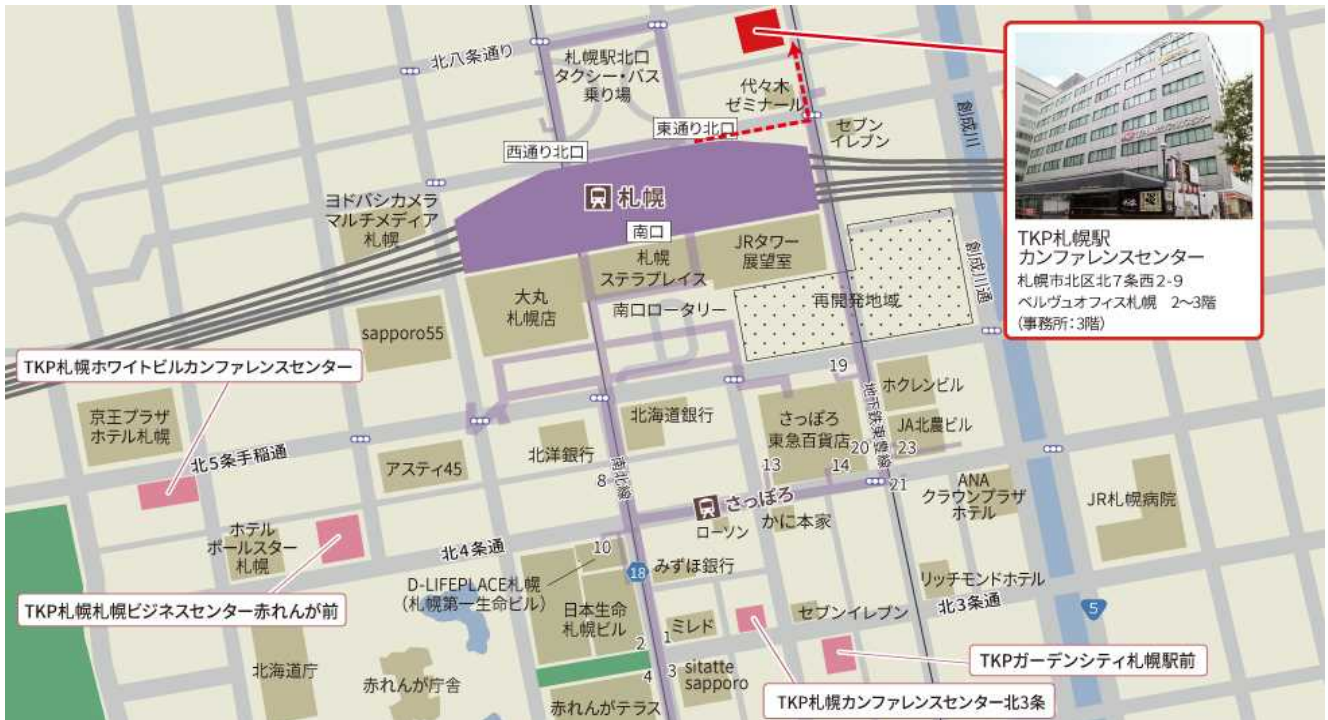 北八条通り
札幌駅北口
タクシー・バス
乗り場
代々木
ゼミナール
東通り北口
西通り北口
セブン
イレブン
創成川
TKP札幌駅
カンファレンスセンター
札幌市北区北7条西2-9
ベルヴュオフィス札幌 2〜3階
(事務所:3階)
ヨドバシカメラ
マルチメディア
札幌
札幌
南口
札幌
ステラプレイス
JRタワー
展望室
創成川通
大丸
札幌店
南口ロータリー
再開発地域
sapporo55
TKP札幌ホワイトビルカンファレンスセンター
19
地下鉄東豊線
ホクレンビル
京王プラザ
ホテル札幌
北海道銀行
さっぽろ
東急百貨店
JA北農ビル
20
23
北5条手稲通
アスティ45
北洋銀行
南北線
8
13
14
21
さっぽろ
ANA
クラウンプラザ
ホテル
JR札幌病院
ホテル
ポールスター
札幌
北4条通
ローソン
かに本家
10
D-LIFEPLACE札幌
(札幌第一生命ビル)
18
みずほ銀行
リッチモンドホテル
TKP札幌札幌ビジネスセンター赤れんが前
日本生命
札幌ビル
ミレド
セブンイレブン
北3条通
5
2
1
北海道庁
赤れんが庁舎
4
3
sitatte
sapporo
TKPガーデンシティ札幌駅前
赤れんがテラス
TKP札幌カンファレンスセンター北3条